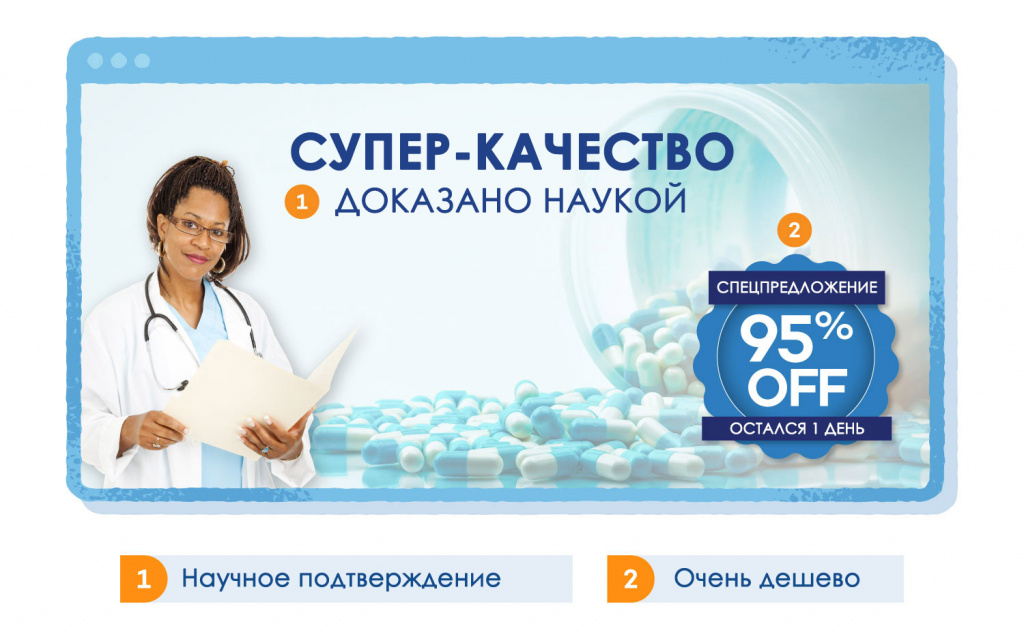 СУПЕР-КАЧЕСТВО
1 ДОКАЗАНО НАУКОЙ
2
СПЕЦПРЕДЛОЖЕНИЕ
95%
OFF
ОСТАЛСЯ 1 ДЕНЬ
1 Научное подтверждение
2 Очень дешево